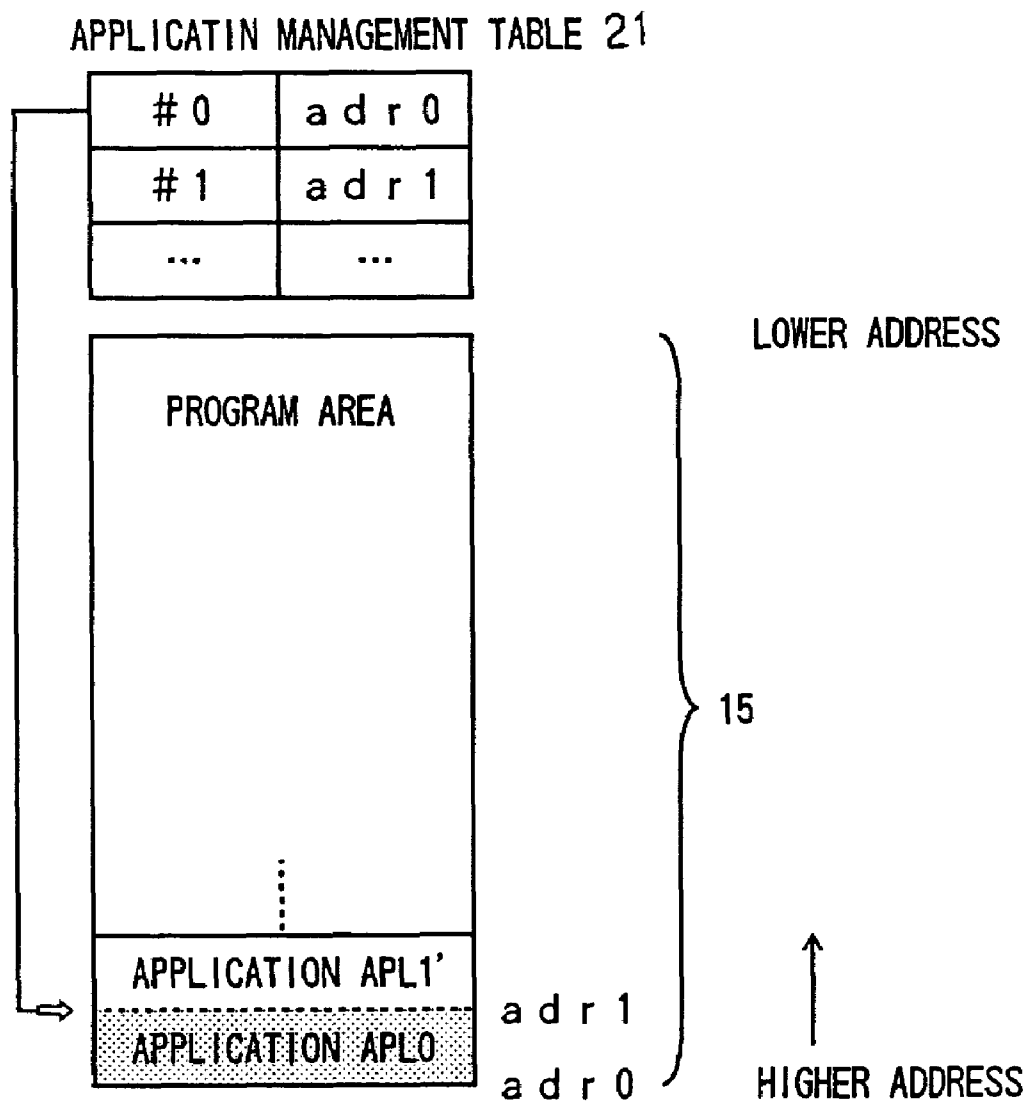 APPLICATIN MANAGEMENT TABLE 21
#0 adr0
#1 adr1
... ...
LOWER ADDRESS
PROGRAM AREA
15
APPLICATION APL1'
adr1
APPLICATION APL0
adr0
HIGHER ADDRESS